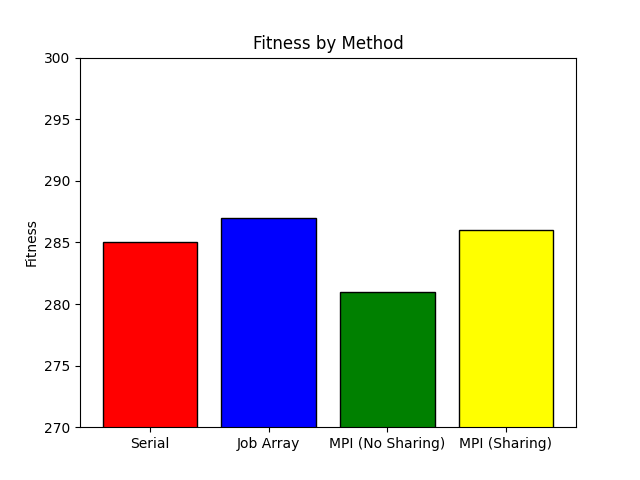 Fitness by Method
300
295
290
285
280
275
270
Fitness
Serial
Job Array
MPI (No Sharing)
MPI (Sharing)